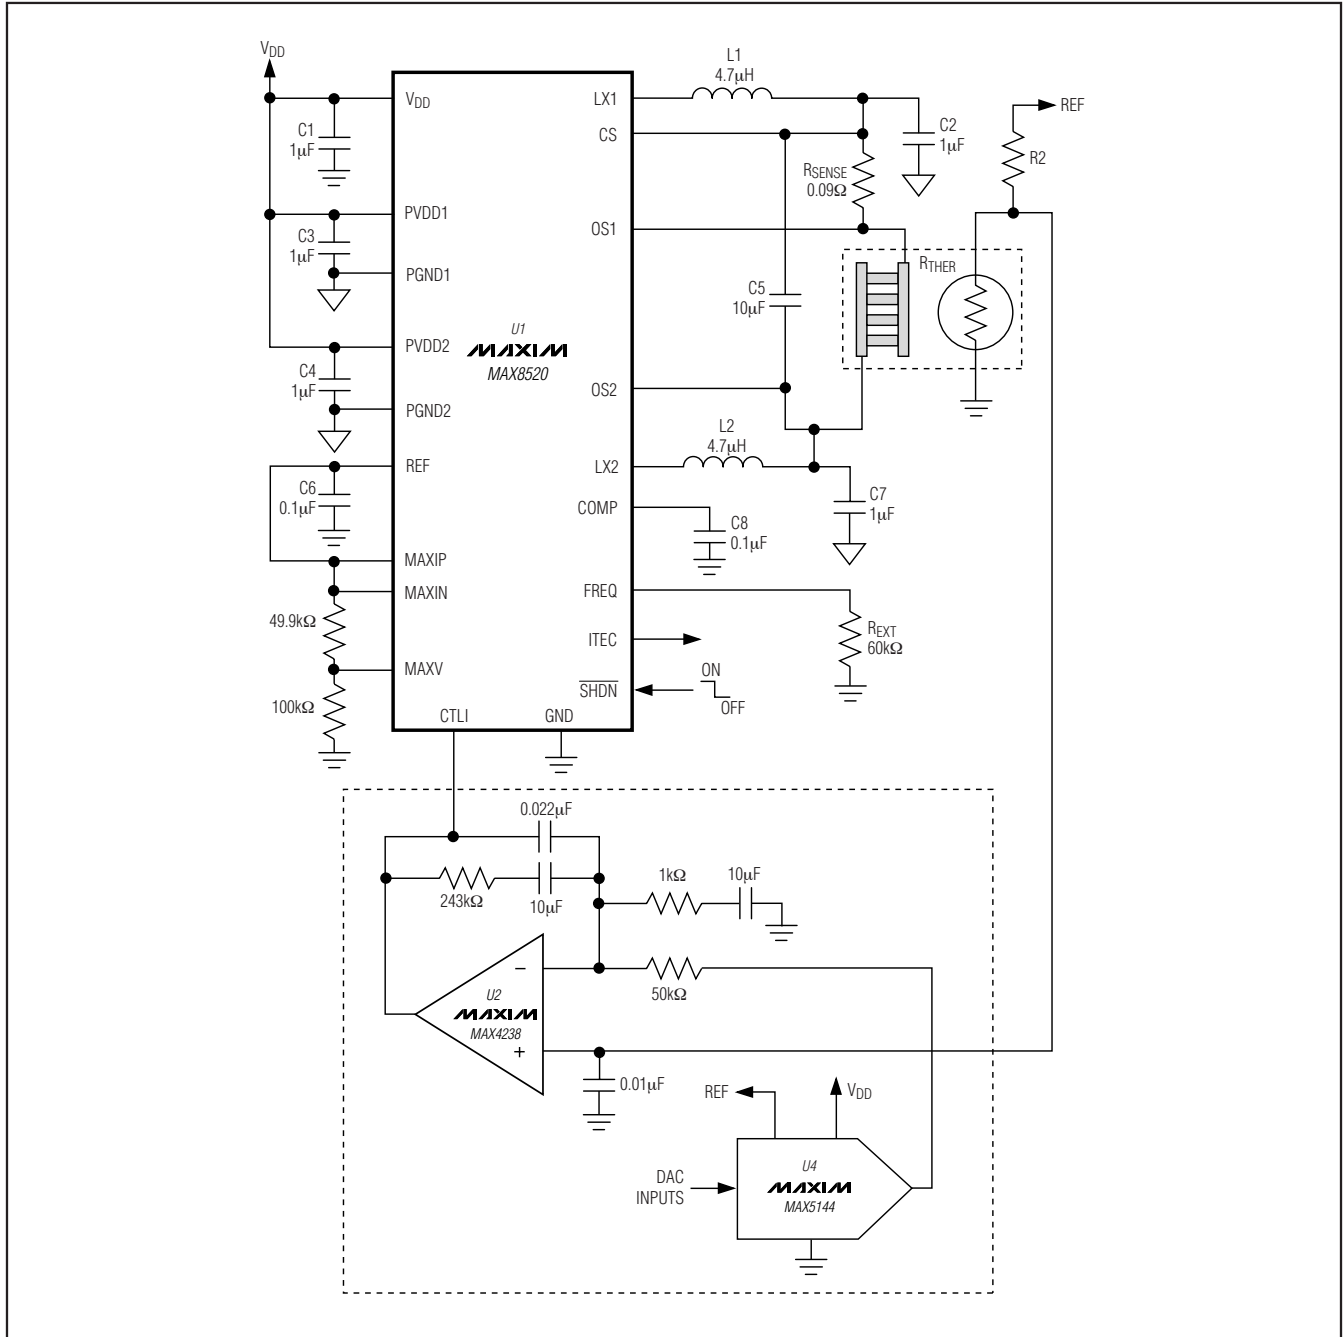 VDD
L1
4.7µH
VDD
LX1
C1
1µF
CS
C2
1µF
REF
R2
RSENSE
0.09Ω
PVDD1
C3
1µF
OS1
PGND1
RTHER
C5
10µF
U1
MAXIM
MAX8520
PVDD2
C4
1µF
OS2
PGND2
L2
4.7µH
REF
LX2
C6
0.1µF
C7
1µF
COMP
C8
0.1µF
MAXIP
MAXIN
FREQ
49.9kΩ
REXT
60kΩ
ITEC
MAXV
ON
SHDN
OFF
100kΩ
CTLI
GND
0.022µF
1kΩ
10µF
243kΩ
10µF
−
50kΩ
U2
MAXIM
MAX4238
+
0.01µF
REF
VDD
DAC
INPUTS
U4
MAXIM
MAX5144